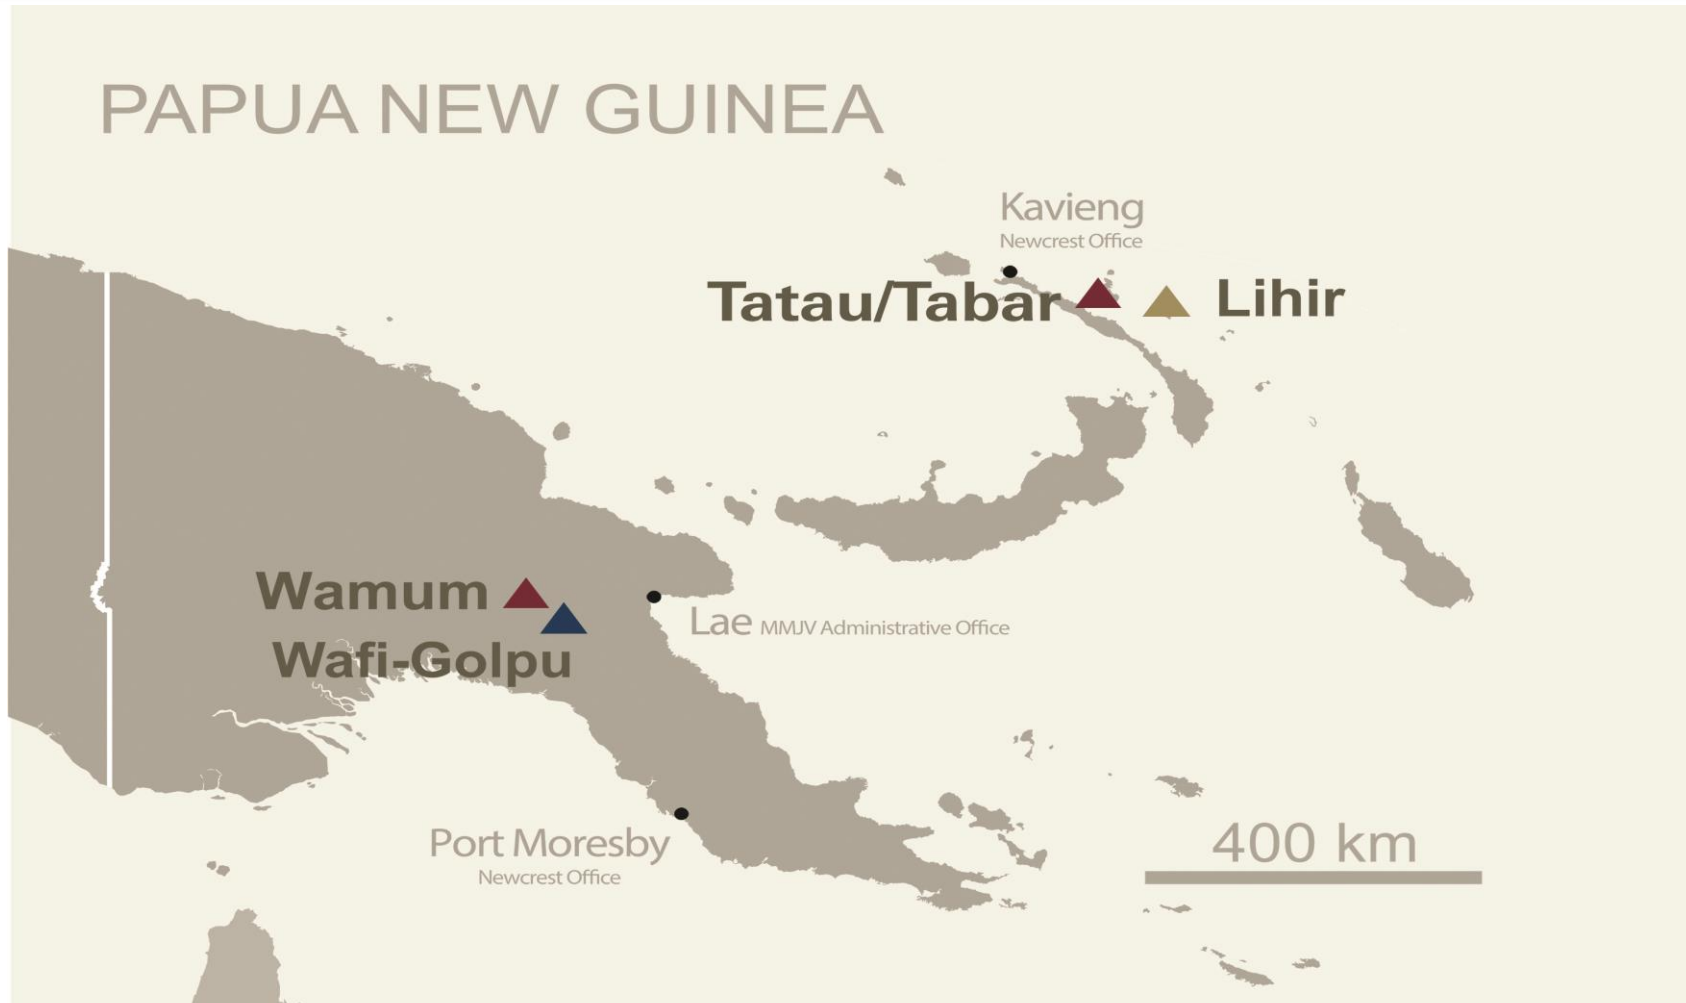 PAPUA NEW GUINEA
Kavieng
Newcrest Office
Tatau/Tabar
Lihir
Wamum
Wafi-Golpu
Lae MMJV Administrative Office
Port Moresby
Newcrest Office
400 km